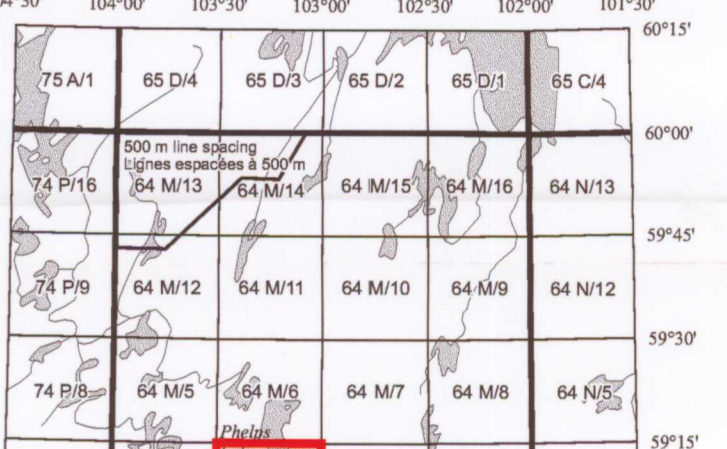 104°00' 103°30' 103°00' 102°30' 102°00' 101°30'
60°15'
75 A/1 65 D/4 65 D/3 65 D/2 65 D/1 65 C/4
60°00'
500 m line spacing
Lignes espacées à 500 m
74 P/16 64 M/13 64 M/14 64 M/15 64 M/16 64 N/13
59°45'
74 P/9 64 M/12 64 M/11 64 M/10 64 M/9 64 N/12
59°30'
74 P/8 64 M/5 64 M/6 64 M/7 64 M/8 64 N/5
Phelps
59°15'